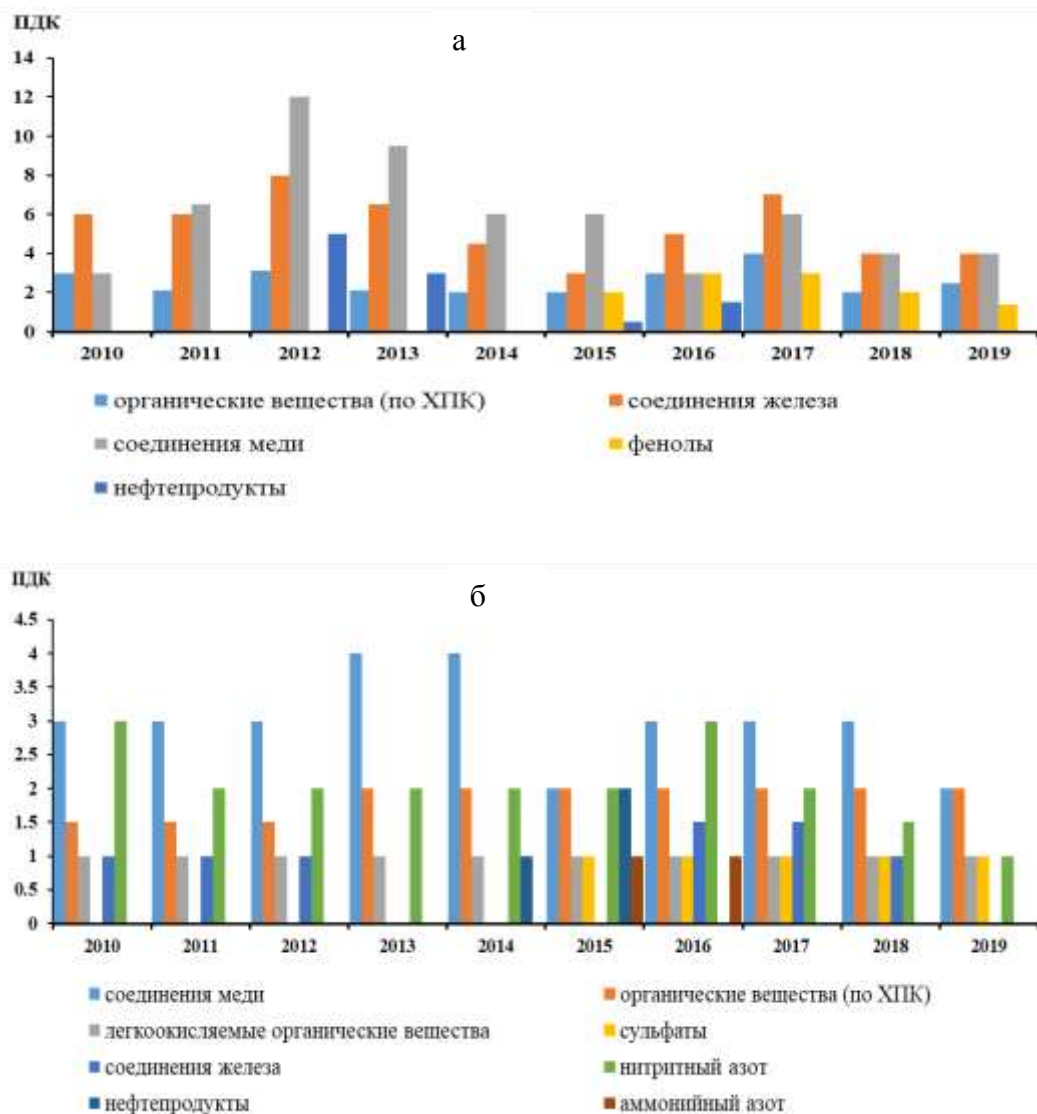 ПДК
а
14
12
10
8
6
4
2
0
2010 2011 2012 2013 2014 2015 2016 2017 2018 2019
органические вещества (по ХПК) соединения железа
соединения меди фенолы
нефтепродукты
ПДК
б
4.5
4
3.5
3
2.5
2
1.5
1
0.5
0
2010 2011 2012 2013 2014 2015 2016 2017 2018 2019
соединения меди органические вещества (по ХПК)
легкоокисляемые органические вещества сульфаты
соединения железа нитритный азот
нефтепродукты аммонийный азот